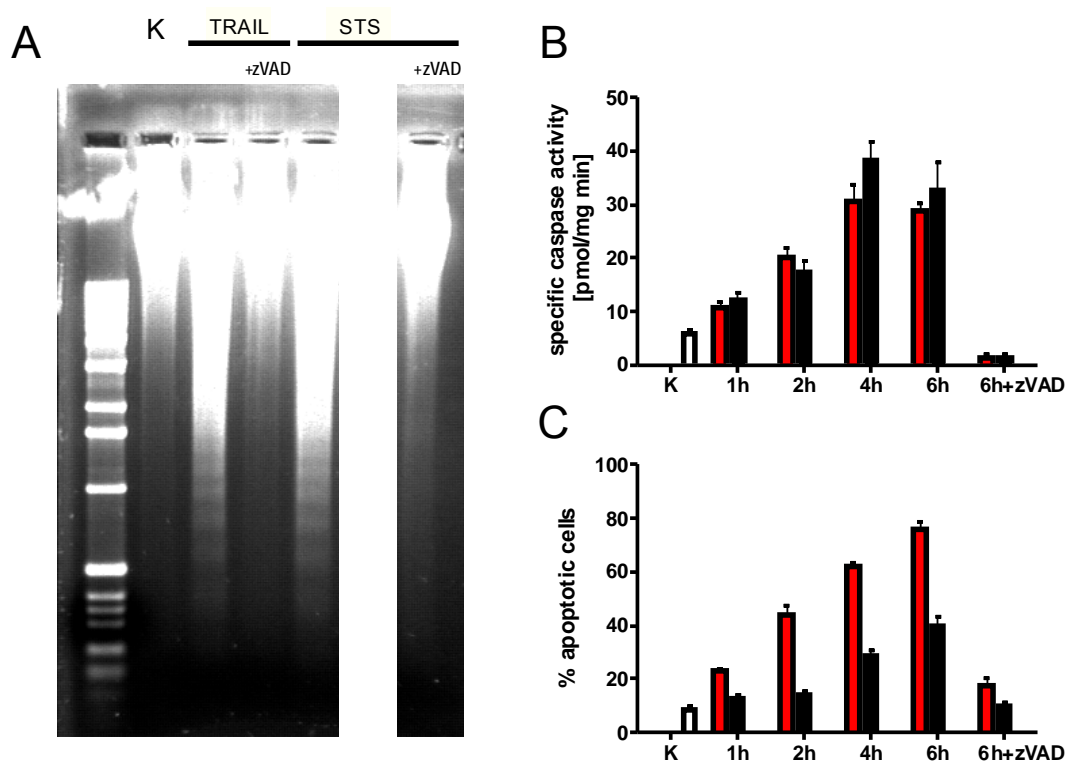 A
K
TRAIL
STS
+zVAD
+zVAD
B
specific caspase activity
[pmol/mg min]
50
40
30
20
10
0
K
1h
2h
4h
6h
6h+zVAD
C
% apoptotic cells
100
80
60
40
20
0
K
1h
2h
4h
6h
6h+zVAD